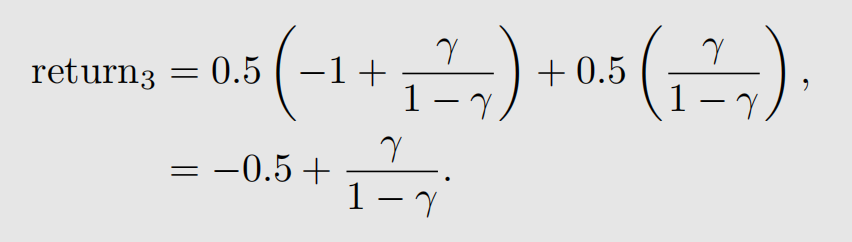 return₃ = 0.5 (−1 + γ/(1 − γ)) + 0.5 (γ/(1 − γ)),
= −0.5 + γ/(1 − γ).